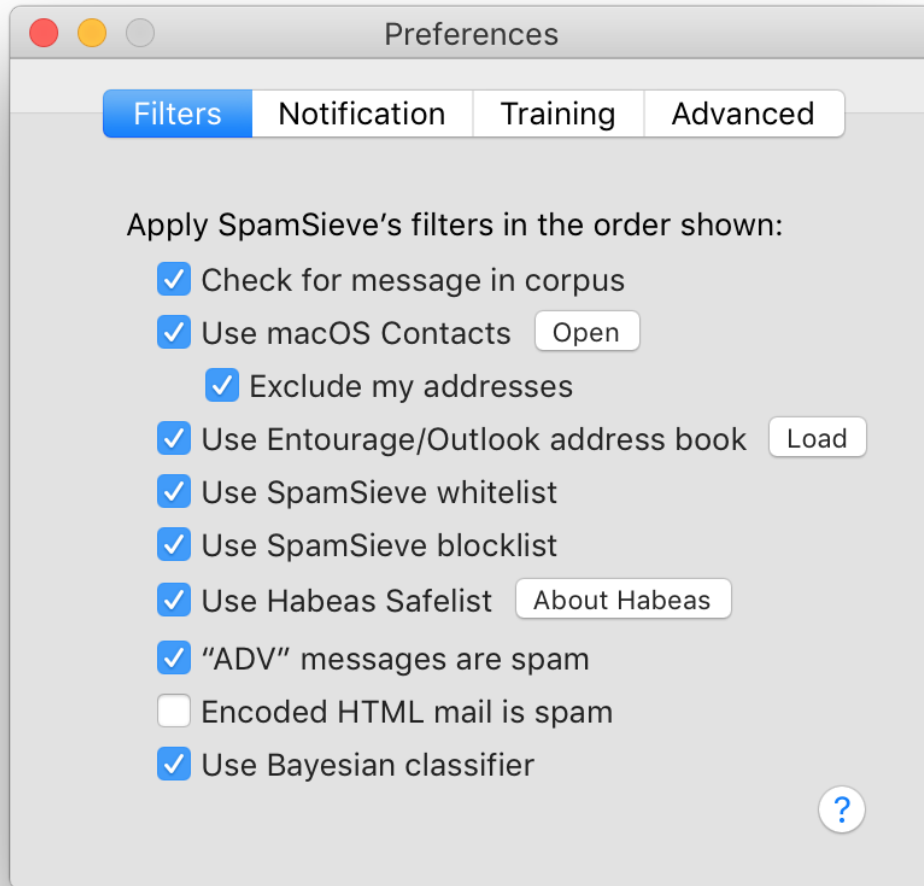 Preferences
Filters Notification Training Advanced
Apply SpamSieve’s filters in the order shown:
Check for message in corpus
Use macOS Contacts Open
Exclude my addresses
Use Entourage/Outlook address book Load
Use SpamSieve whitelist
Use SpamSieve blocklist
Use Habeas Safelist About Habeas
“ADV” messages are spam
Encoded HTML mail is spam
Use Bayesian classifier
?